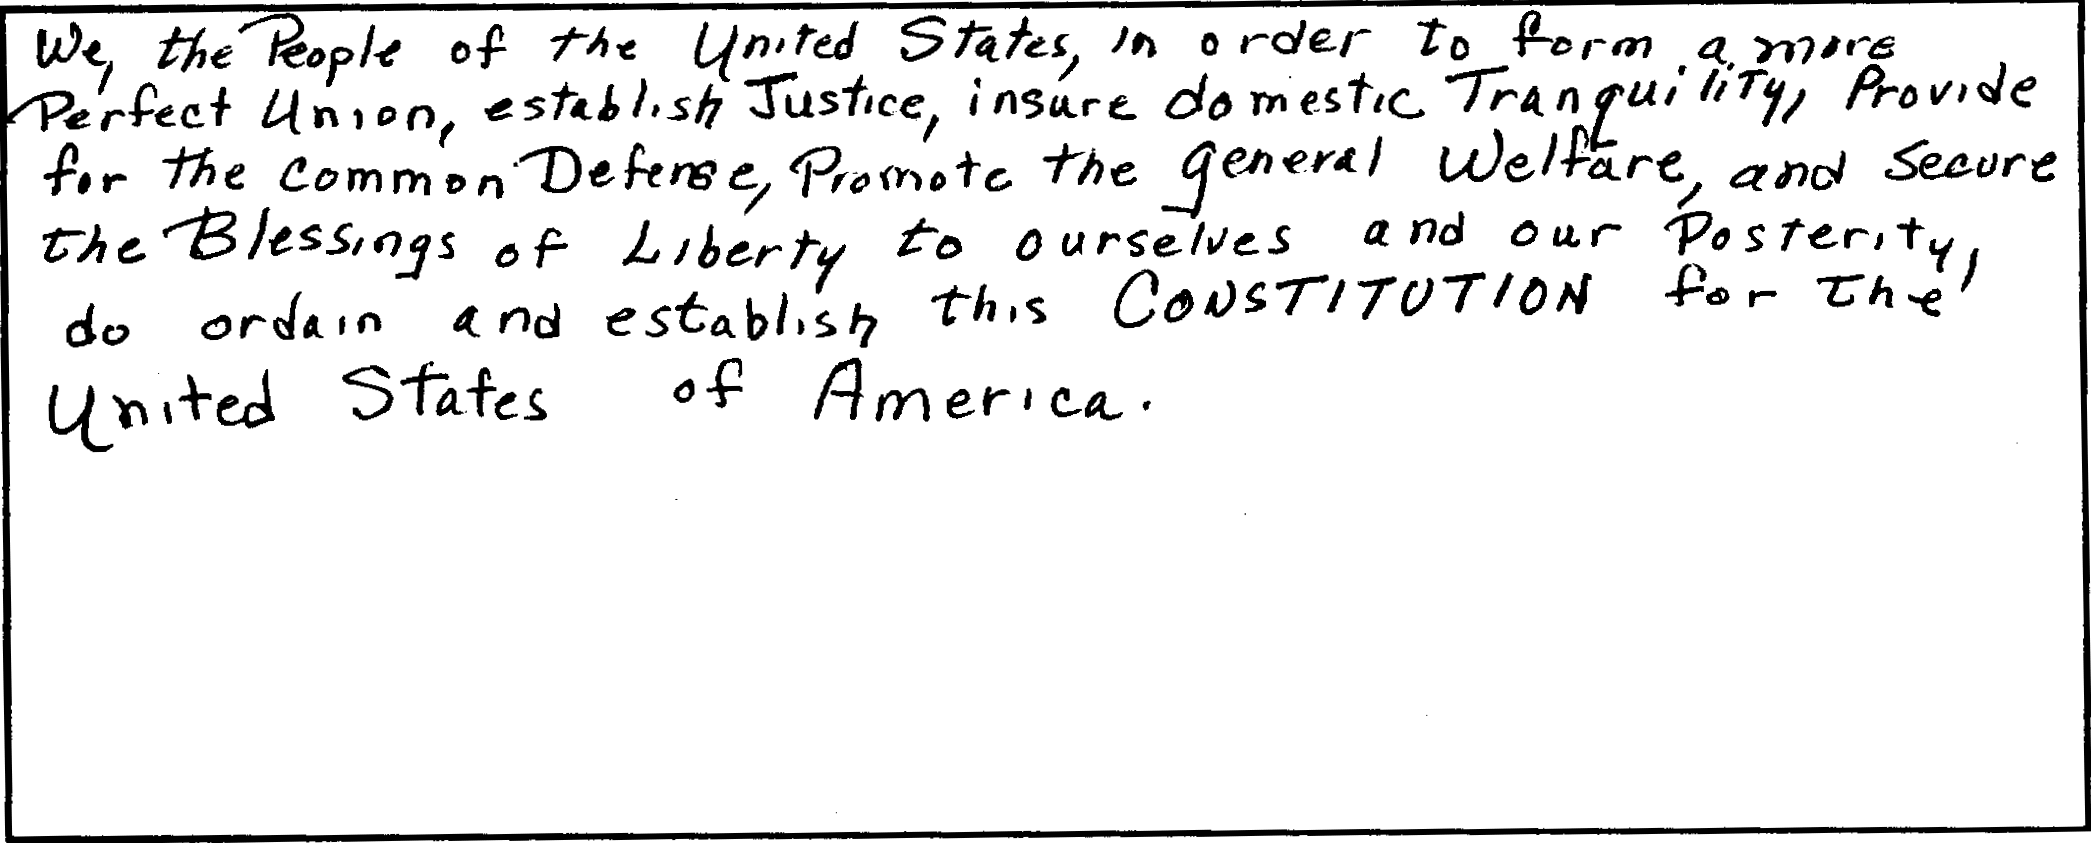 We, the People of the United States, in order to form a more
Perfect Union, establish Justice, insure domestic Tranquility, Provide
for the common Defense, Promote the general Welfare, and Secure
the Blessings of Liberty to ourselves and our Posterity,
do ordain and establish this CONSTITUTION for the
United States of America.